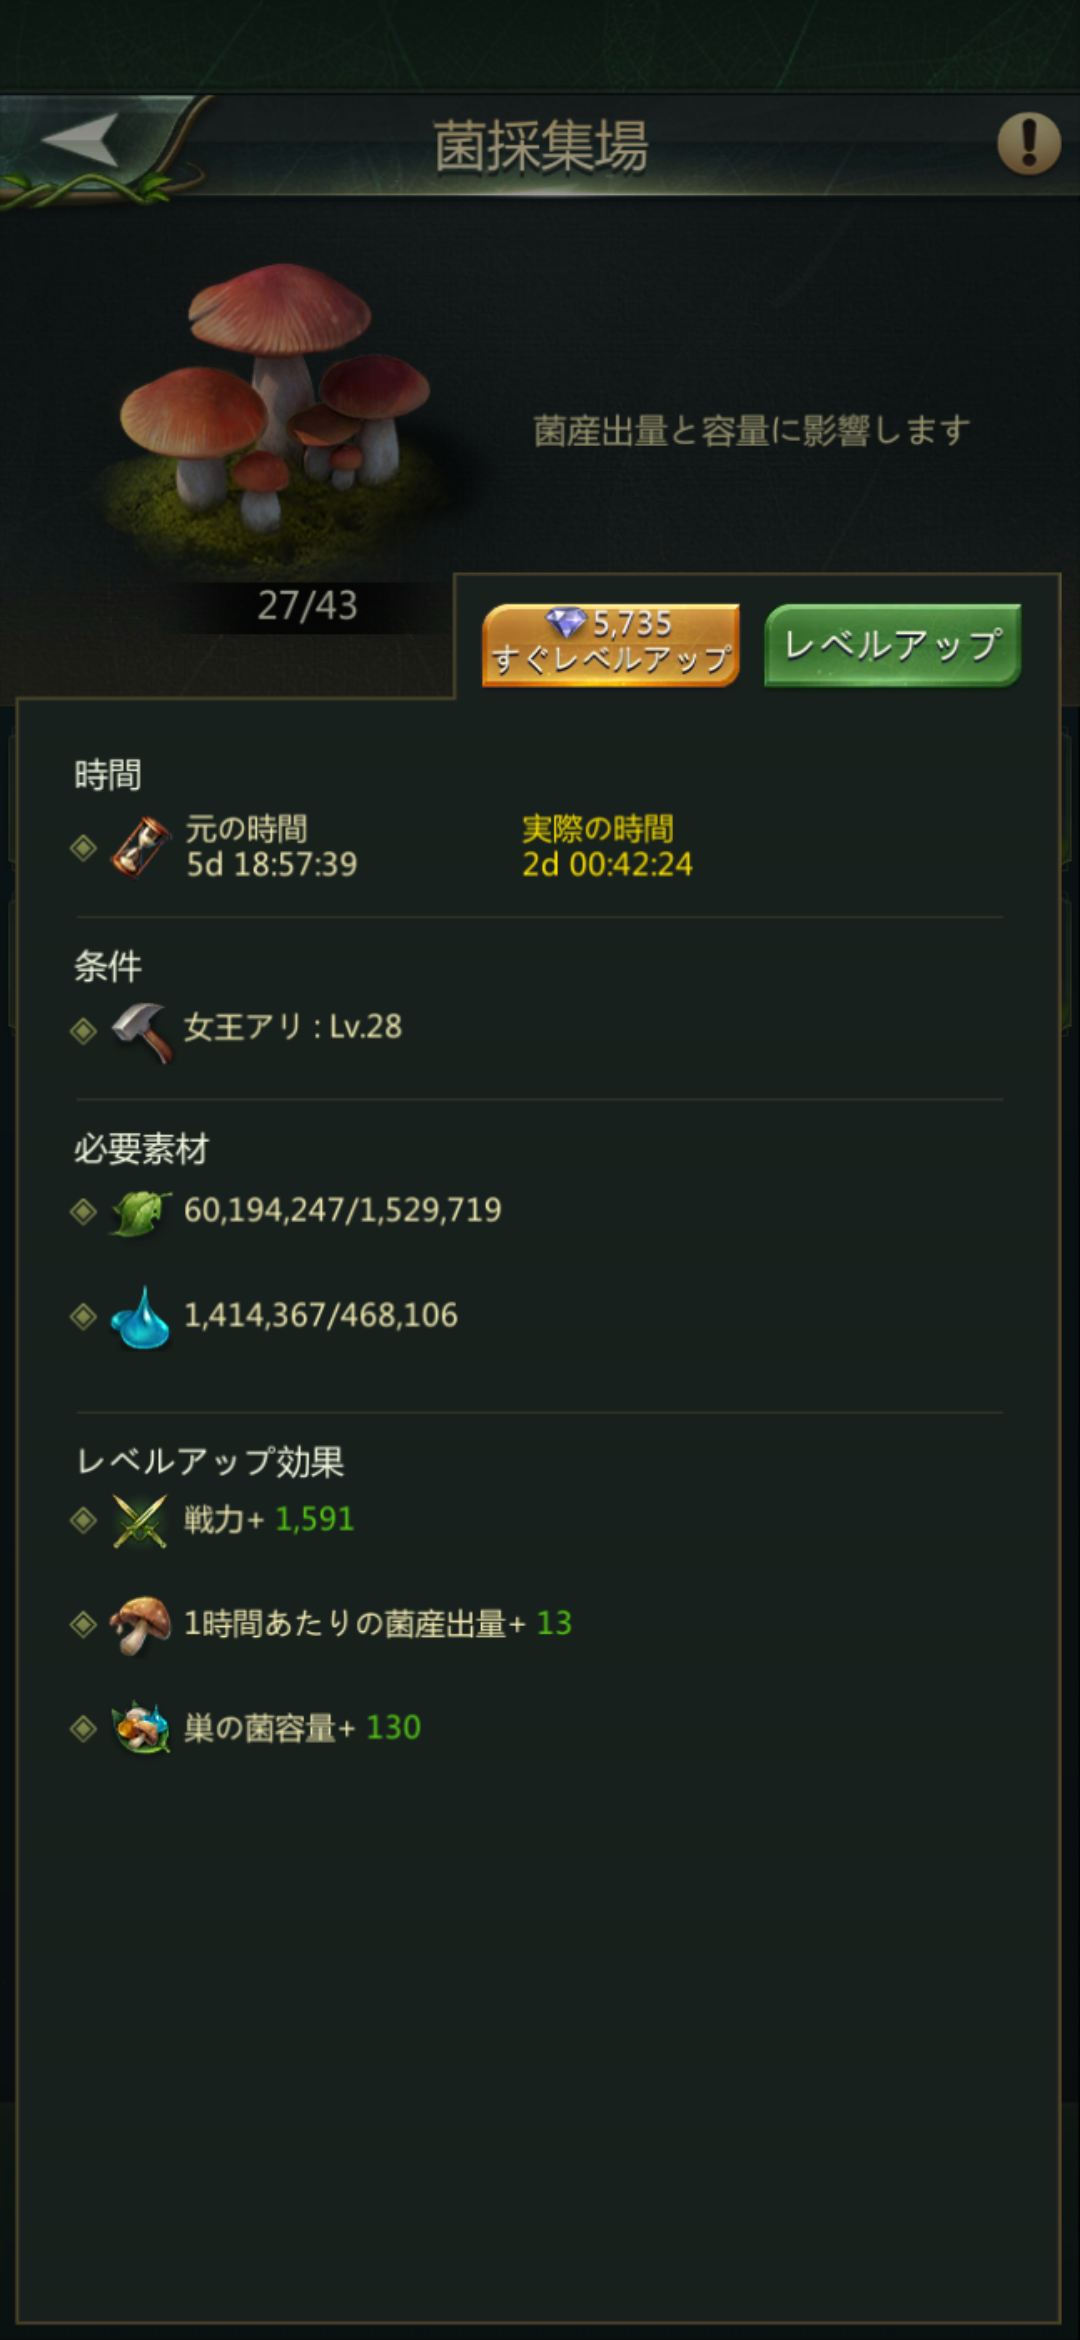 菌採集場
菌産出量と容量に影響します
27/43
5,735
すぐレベルアップ
レベルアップ
時間
元の時間
実際の時間
5d 18:57:39
2d 00:42:24
条件
女王アリ : Lv.28
必要素材
60,194,247/1,529,719
1,414,367/468,106
レベルアップ効果
戦力+ 1,591
1時間あたりの菌産出量+ 13
巣の菌容量+ 130